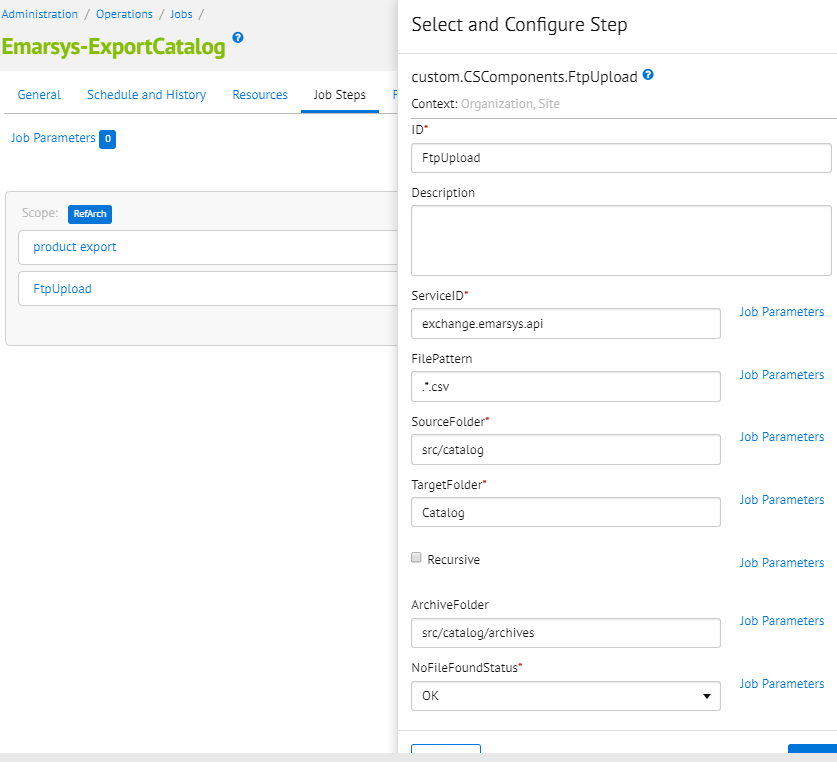 Administration / Operations / Jobs /
Emarsys-ExportCatalog ?
General Schedule and History Resources Job Steps
Job Parameters 0
Scope: RefArch
product export
FtpUpload
Select and Configure Step
custom.CSComponents.FtpUpload ?
Context: Organization, Site
ID*
FtpUpload
Description
ServiceID*
exchange.emarsys.api Job Parameters
FilePattern
.*.csv Job Parameters
SourceFolder*
src/catalog Job Parameters
TargetFolder*
Catalog Job Parameters
Recursive Job Parameters
ArchiveFolder
src/catalog/archives Job Parameters
NoFileFoundStatus*
OK Job Parameters